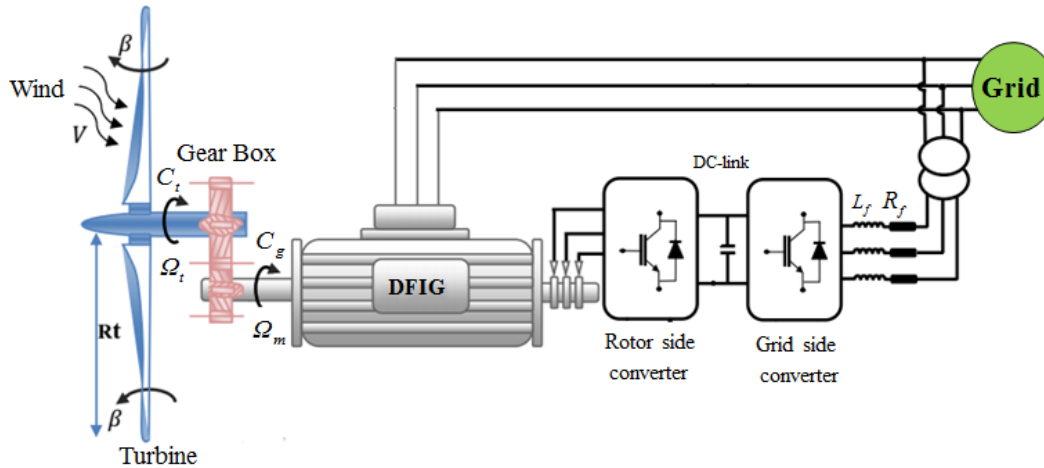 β
Wind
V
Gear Box
C_t
Ω_t
C_g
Ω_m
Rt
β
Turbine
DFIG
DC-link
L_f R_f
Grid
Rotor side
converter
Grid side
converter